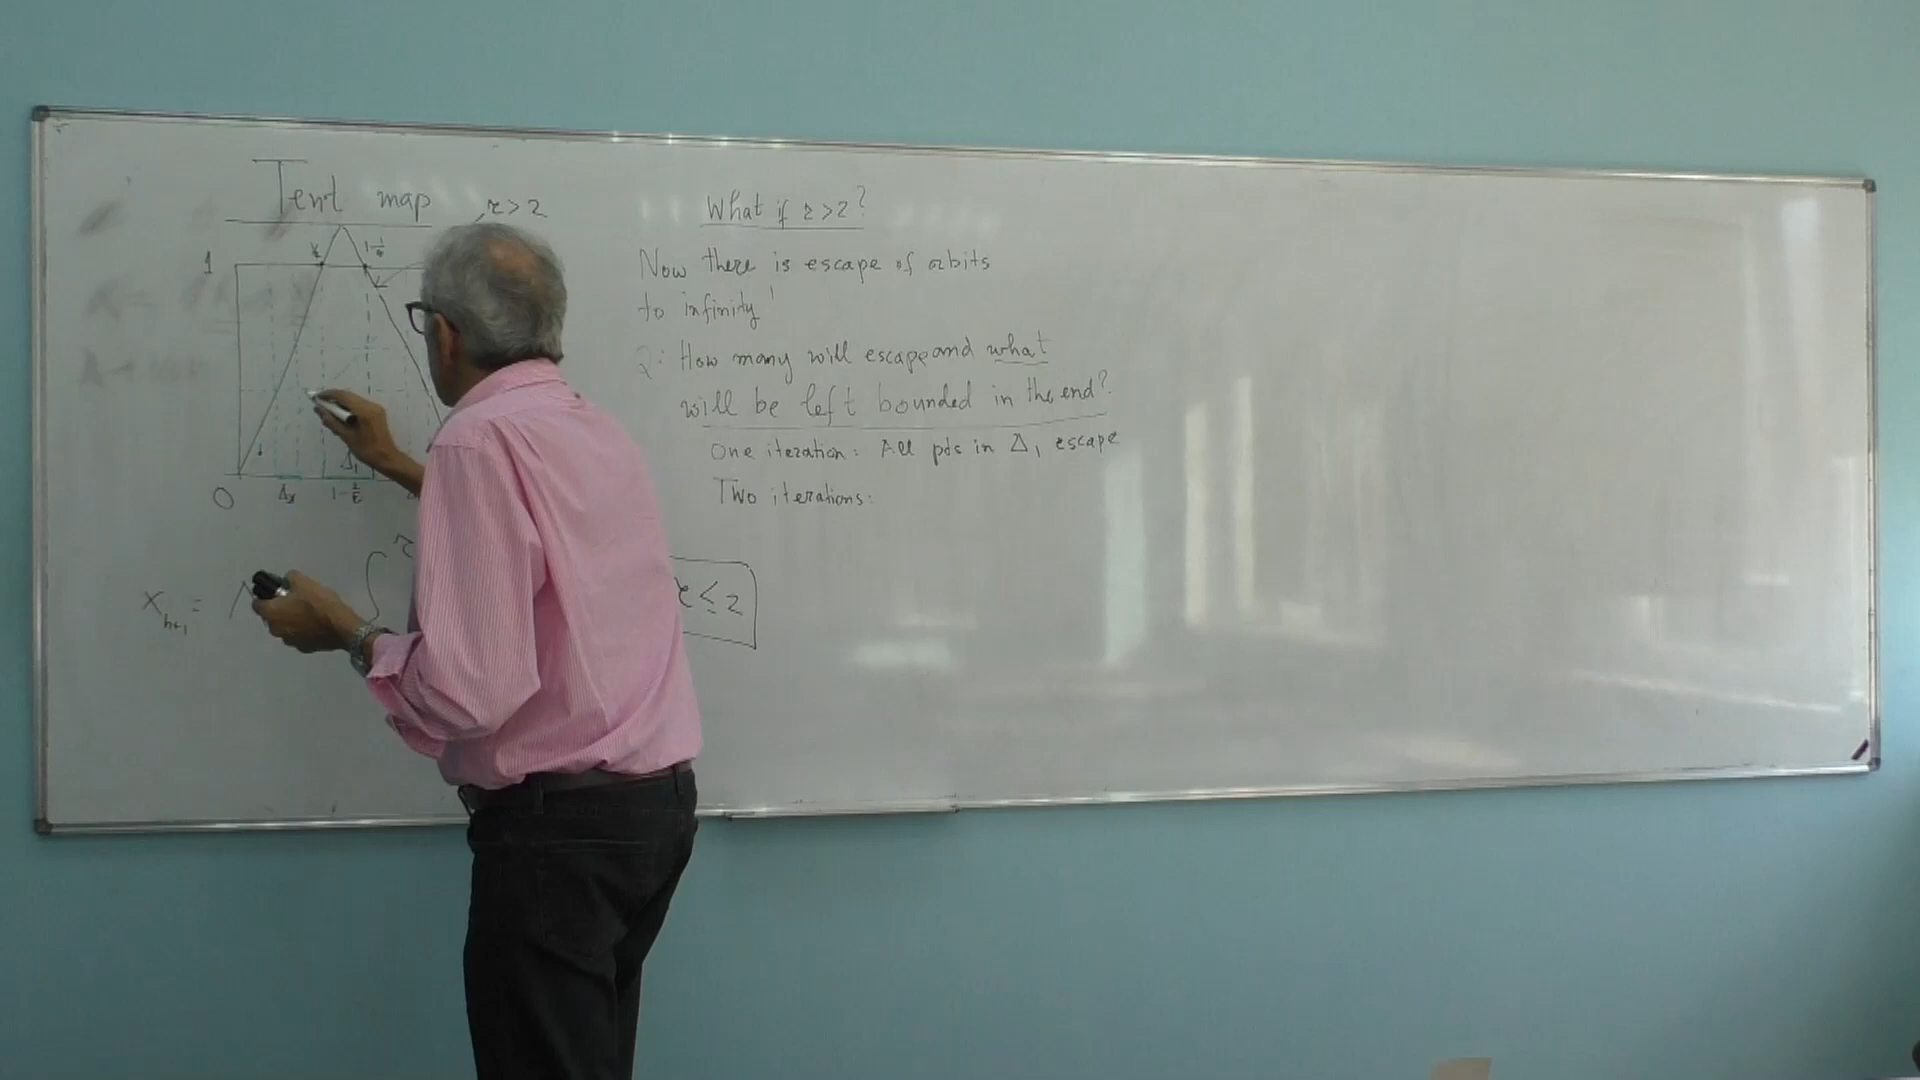 Tent map
, r > 2
1/r
1-1/r
1
Δ₁
0
Δ₂
1-2/r
x_{n+1} =
r
r ≤ 2
What if r > 2?
Now there is escape of orbits
to infinity!
Q: How many will escape and what
will be left bounded in the end?
One iteration: All pts in Δ₁ escape
Two iterations: